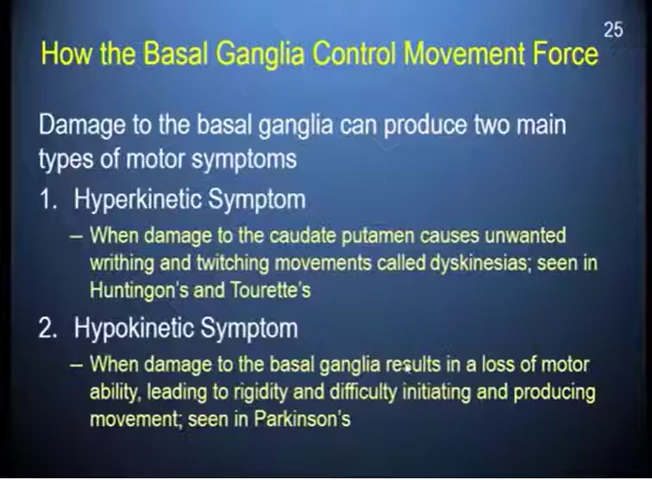 25
How the Basal Ganglia Control Movement Force
Damage to the basal ganglia can produce two main
types of motor symptoms
1. Hyperkinetic Symptom
– When damage to the caudate putamen causes unwanted
writhing and twitching movements called dyskinesias; seen in
Huntingon's and Tourette's
2. Hypokinetic Symptom
– When damage to the basal ganglia results in a loss of motor
ability, leading to rigidity and difficulty initiating and producing
movement; seen in Parkinson's